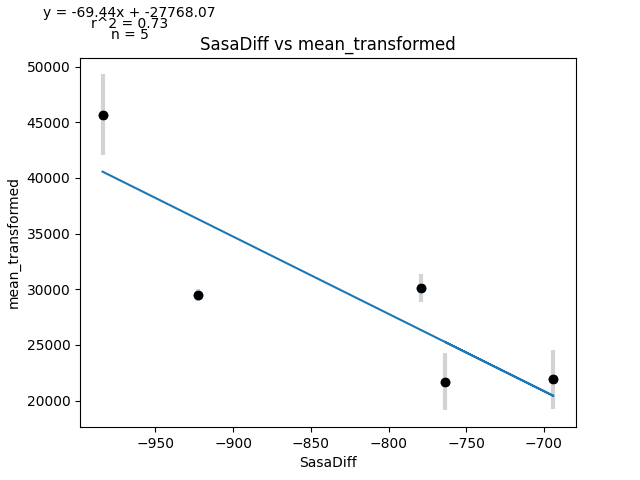 y = -69.44x + -27768.07
r^2 = 0.73
n = 5
SasaDiff vs mean_transformed
50000
45000
40000
35000
30000
25000
20000
mean_transformed
−950
−900
−850
−800
−750
−700
SasaDiff